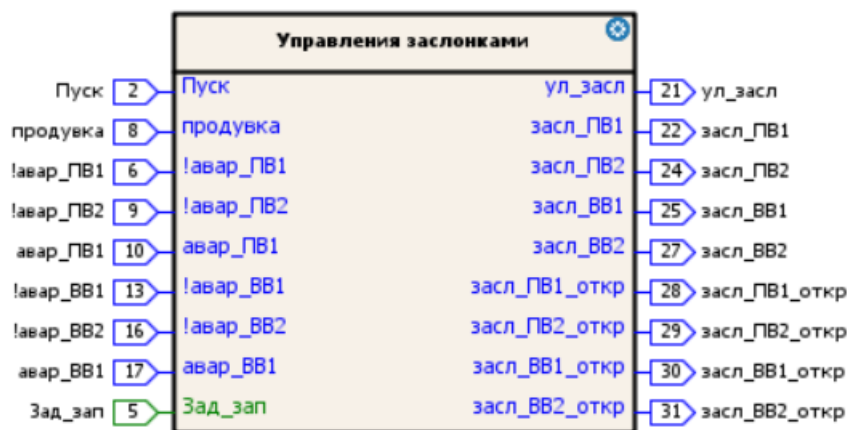 Управления заслонками
Пуск 2 Пуск ул_засл 21 ул_засл
продувка 8 продувка засл_ПВ1 22 засл_ПВ1
!авар_ПВ1 6 !авар_ПВ1 засл_ПВ2 24 засл_ПВ2
!авар_ПВ2 9 !авар_ПВ2 засл_ВВ1 25 засл_ВВ1
авар_ПВ1 10 авар_ПВ1 засл_ВВ2 27 засл_ВВ2
!авар_ВВ1 13 !авар_ВВ1 засл_ПВ1_откр 28 засл_ПВ1_откр
!авар_ВВ2 16 !авар_ВВ2 засл_ПВ2_откр 29 засл_ПВ2_откр
авар_ВВ1 17 авар_ВВ1 засл_ВВ1_откр 30 засл_ВВ1_откр
Зад_зап 5 Зад_зап засл_ВВ2_откр 31 засл_ВВ2_откр